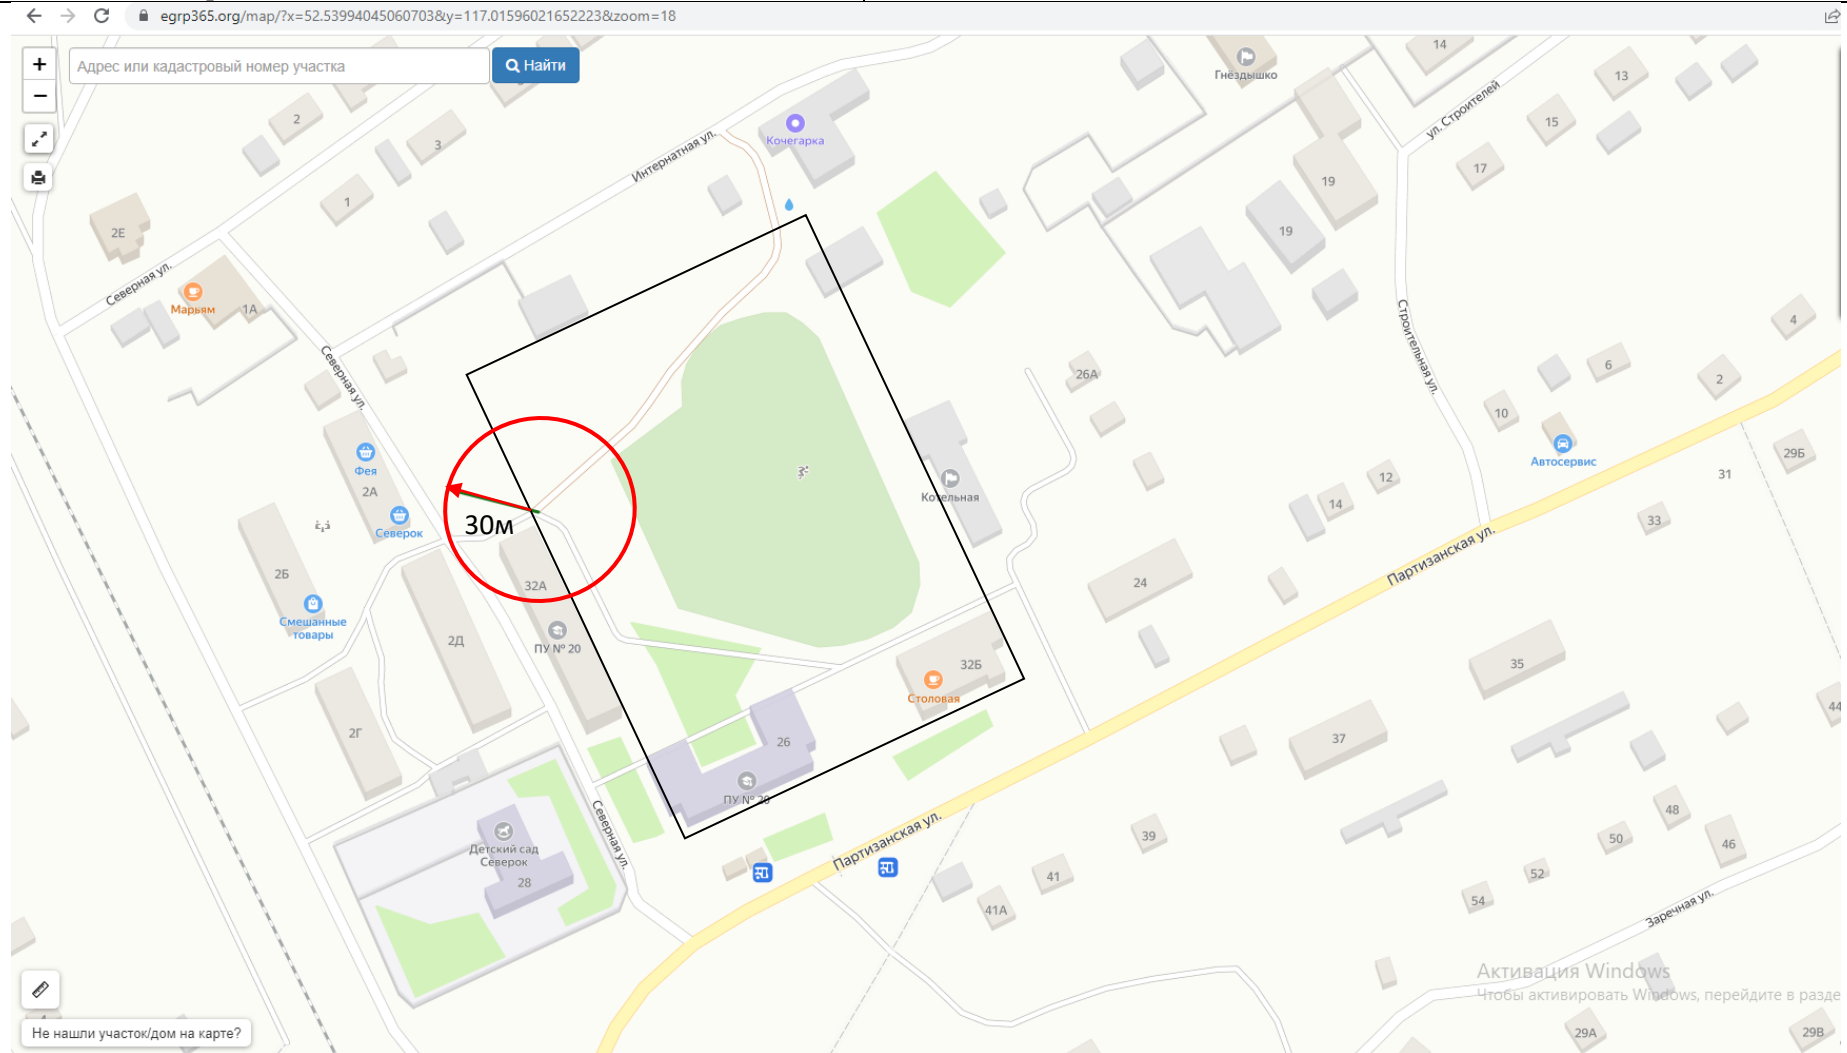 egrp365.org/map/?x=52.53994045060703&y=117.01596021652223&zoom=18
+
Адрес или кадастровый номер участка
Найти
−
14
Гнёздышко
13
ул. Строителей
2
3
Кочегарка
Интернатная ул.
15
17
19
1
2Е
19
Северная ул.
Марьям
1А
Северная ул.
Строительная ул.
4
6
2
26А
10
Фея
2А
Автосервис
29Б
31
12
Котельная
14
30м
Северок
33
Партизанская ул.
2Б
32А
24
Смешанные
товары
2Д
ПУ № 20
32Б
Столовая
35
44
2Г
26
37
ПУ № 20
Северная ул.
Партизанская ул.
39
48
50
46
Детский сад
Северок
28
41
52
54
41А
Заречная ул.
Активация Windows
Чтобы активировать Windows, перейдите в разде
Не нашли участок/дом на карте?
29А
29В